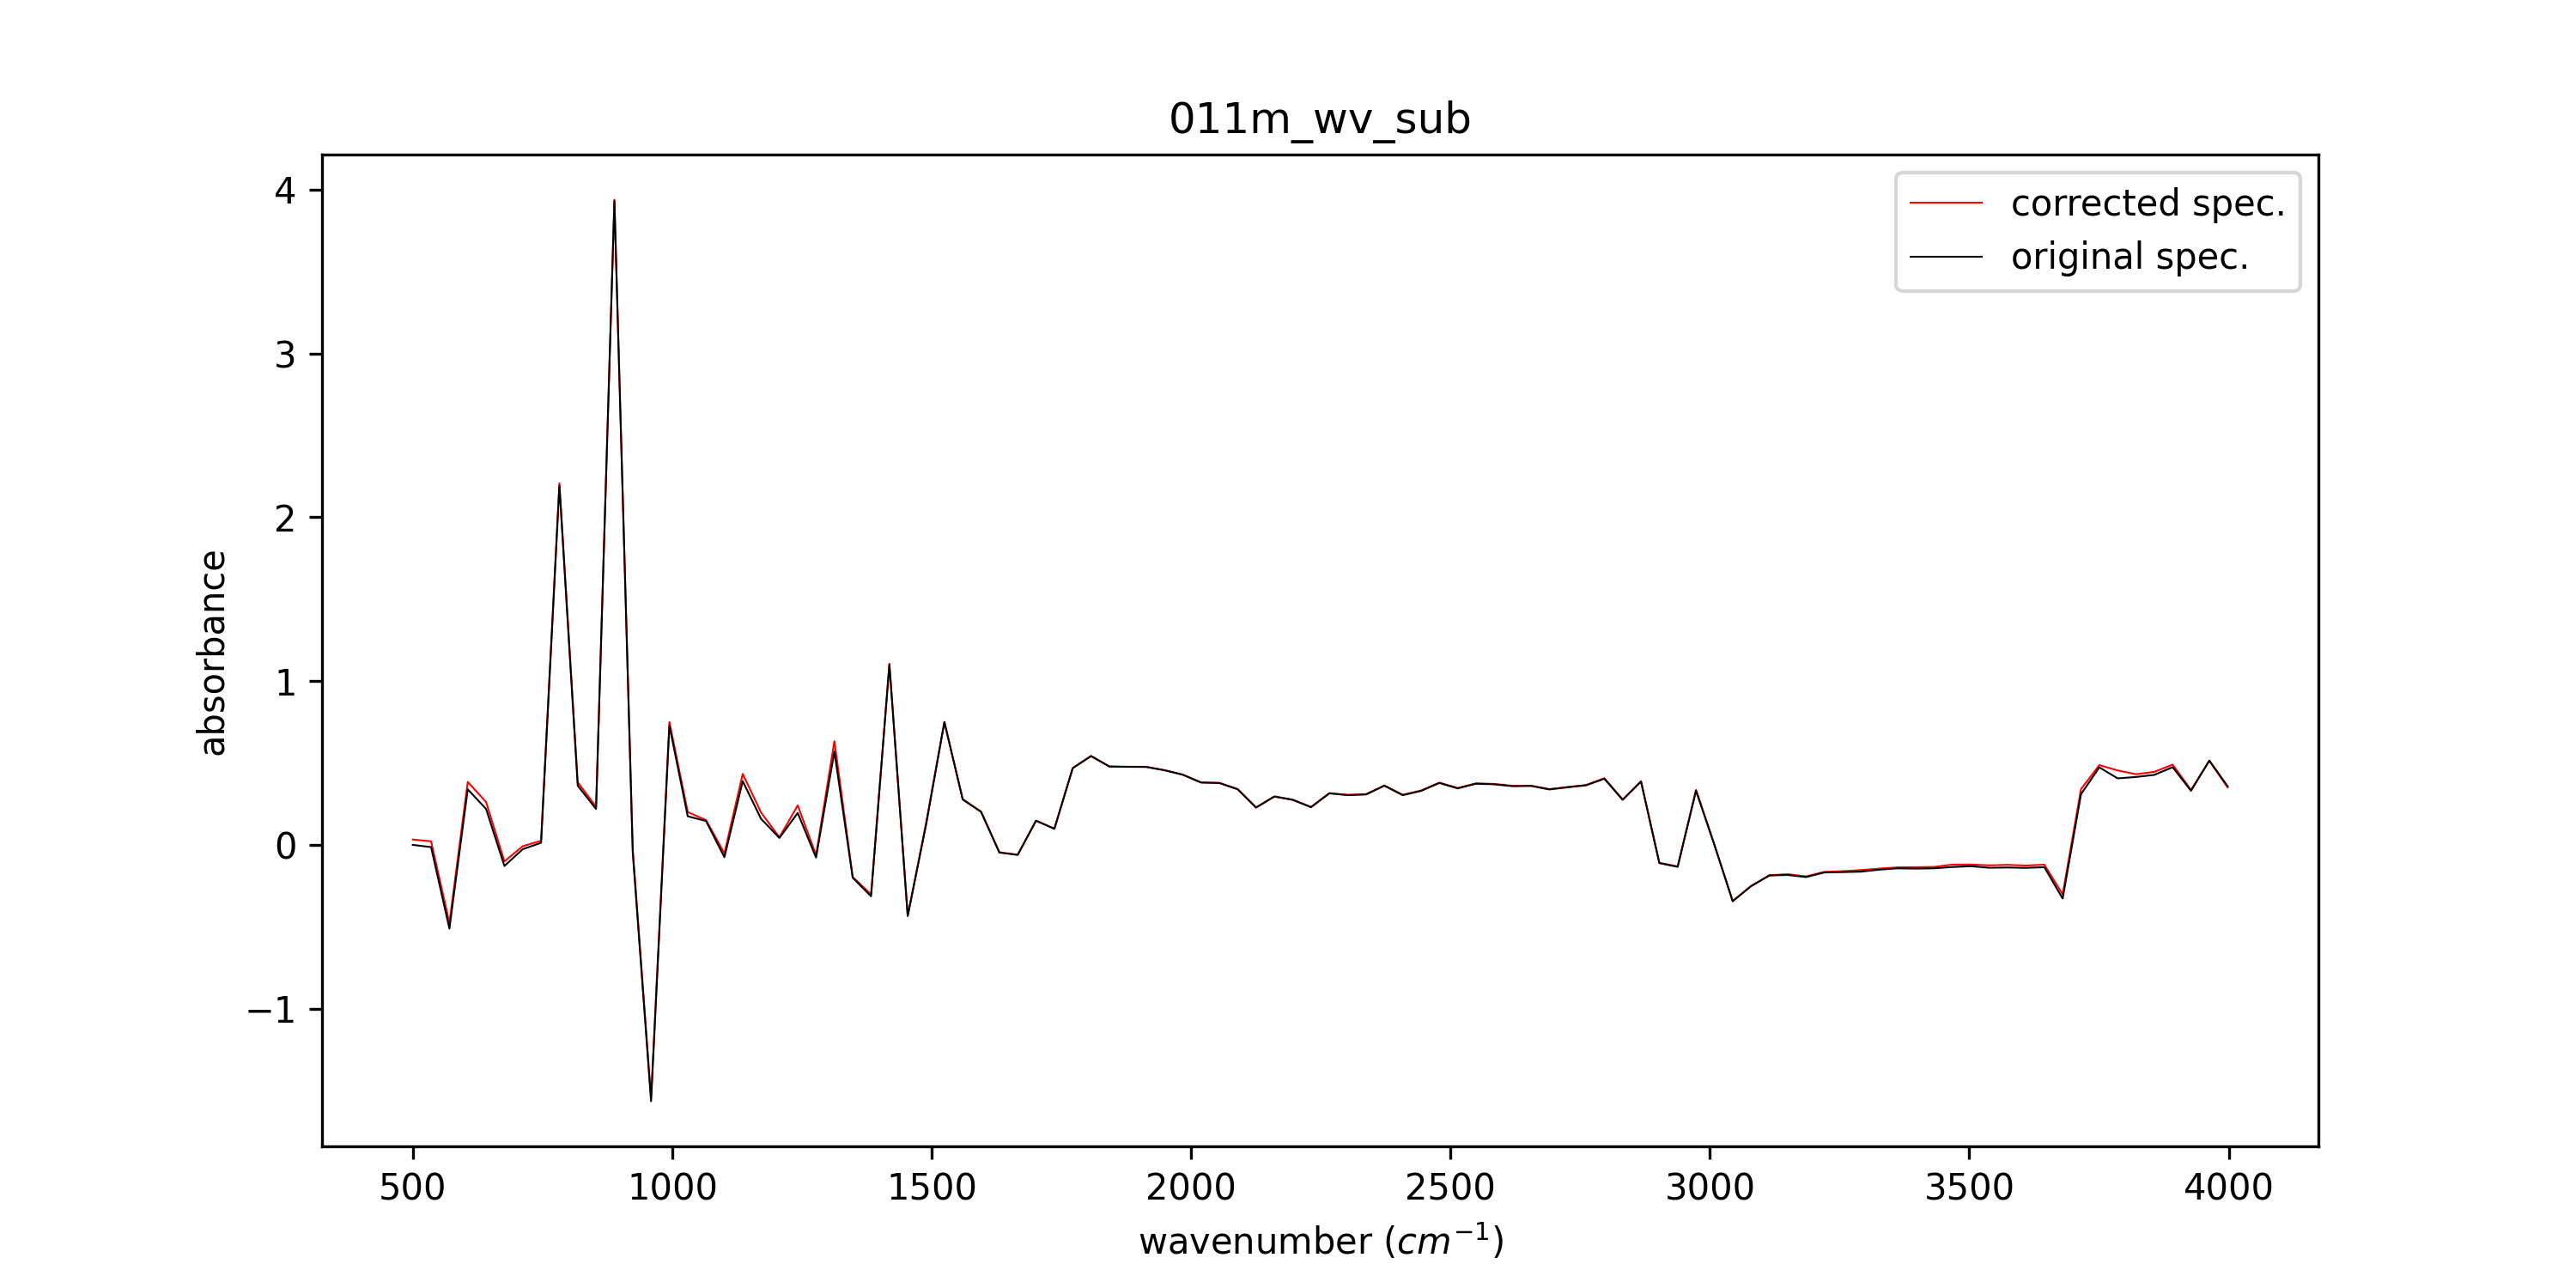 011m_wv_sub
corrected spec.
original spec.
absorbance
4
3
2
1
0
−1
500 1000 1500 2000 2500 3000 3500 4000
wavenumber (cm⁻¹)